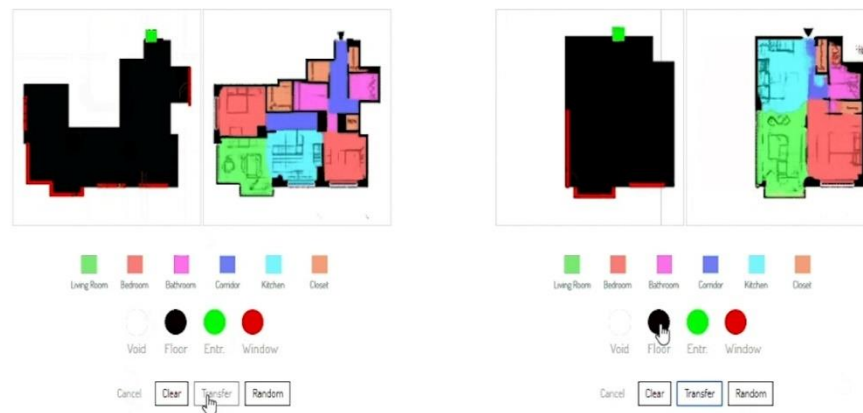 Living Room Bedroom Bathroom Corridor Kitchen Closet
Void Floor Entr. Window
Cancel Clear Transfer Random
Living Room Bedroom Bathroom Corridor Kitchen Closet
Void Floor Entr. Window
Cancel Clear Transfer Random